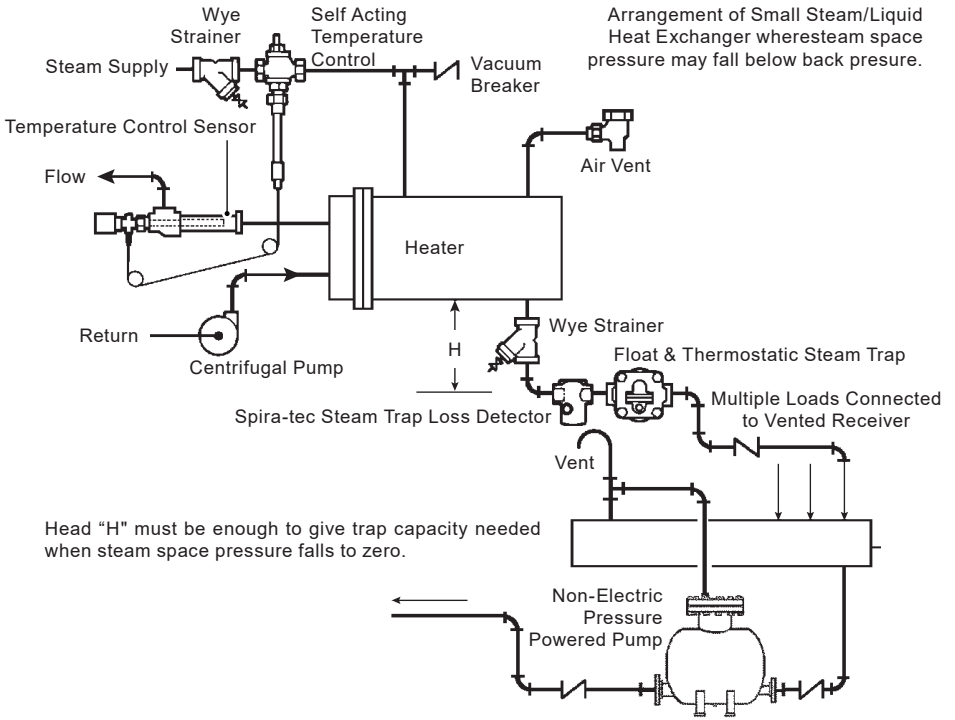 Wye
Strainer
Self Acting
Temperature
Control
Arrangement of Small Steam/Liquid
Heat Exchanger wheresteam space
pressure may fall below back presure.
Steam Supply
Vacuum
Breaker
Temperature Control Sensor
Air Vent
Flow
Heater
Return
Centrifugal Pump
H
Wye Strainer
Float & Thermostatic Steam Trap
Spira-tec Steam Trap Loss Detector
Multiple Loads Connected
to Vented Receiver
Vent
Head “H" must be enough to give trap capacity needed
when steam space pressure falls to zero.
Non-Electric
Pressure
Powered Pump